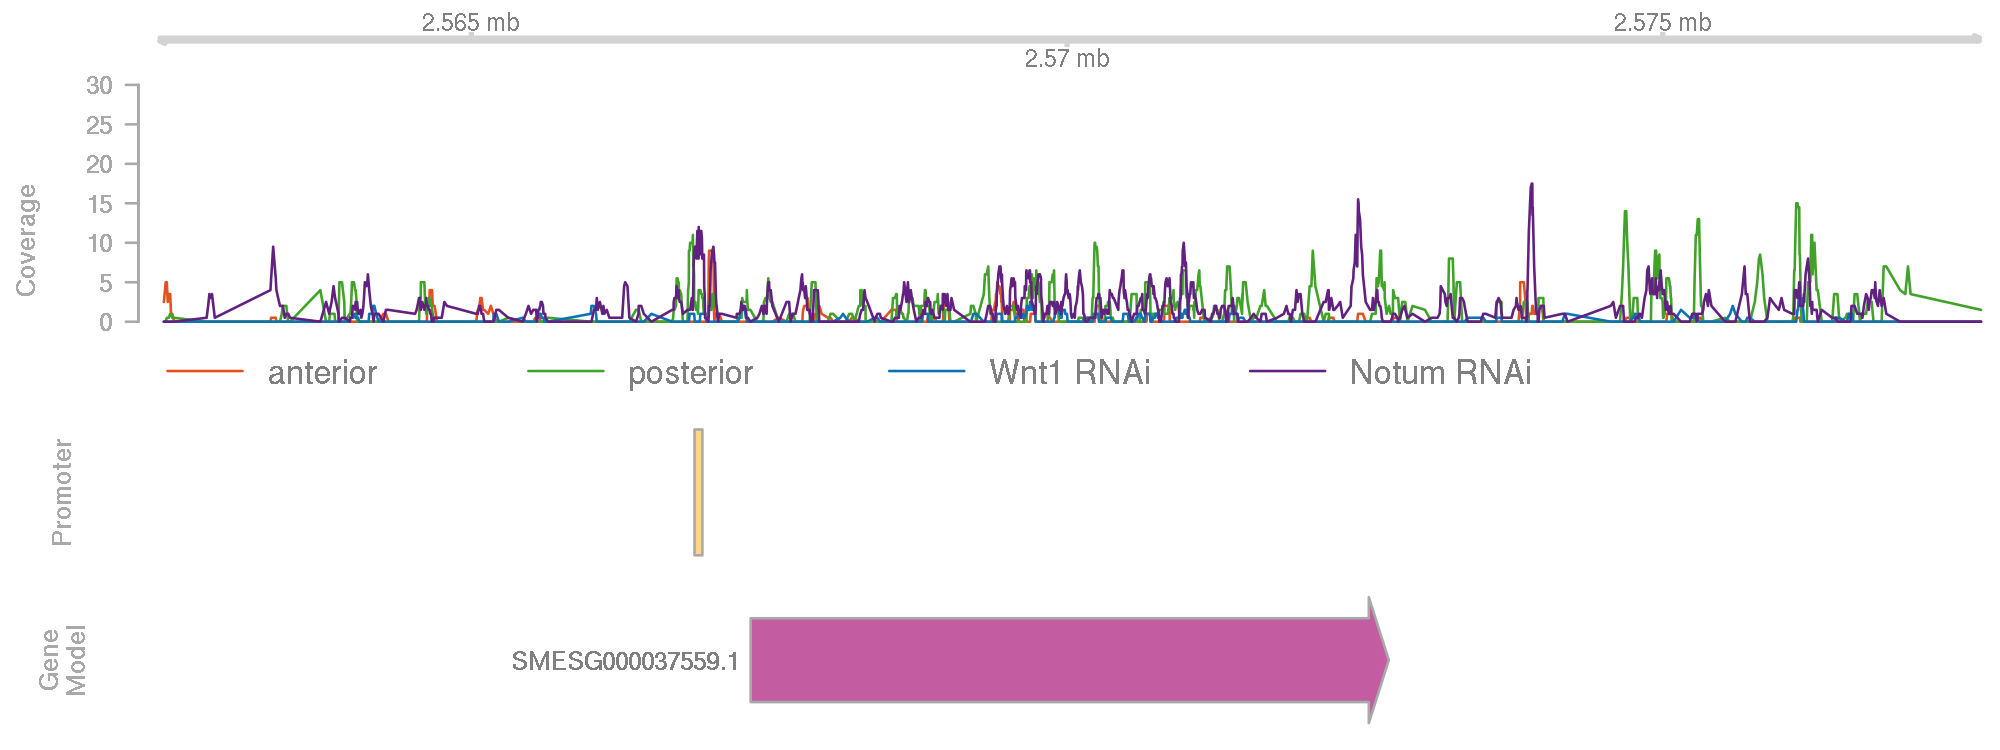 2.565 mb
2.575 mb
2.57 mb
30
25
20
15
10
5
0
Coverage
anterior
posterior
Wnt1 RNAi
Notum RNAi
Promoter
Gene
Model
SMESG000037559.1